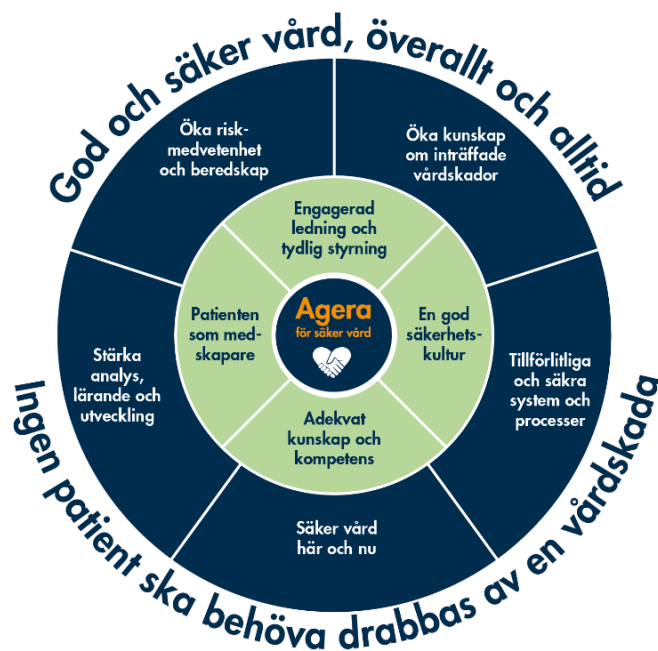 God och säker vård, överallt och alltid
Öka risk-
medvetenhet
och beredskap
Öka kunskap
om inträffade
vårdskador
Engagerad
ledning och
tydlig styrning
Patienten
som med-
skapare
Agera
för säker vård
En god
säkerhets-
kultur
Stärka
analys,
lärande och
utveckling
Tillförlitliga
och säkra
system och
processer
Adekvat
kunskap och
kompetens
Säker vård
här och nu
Ingen patient ska behöva drabbas av en vårdskada